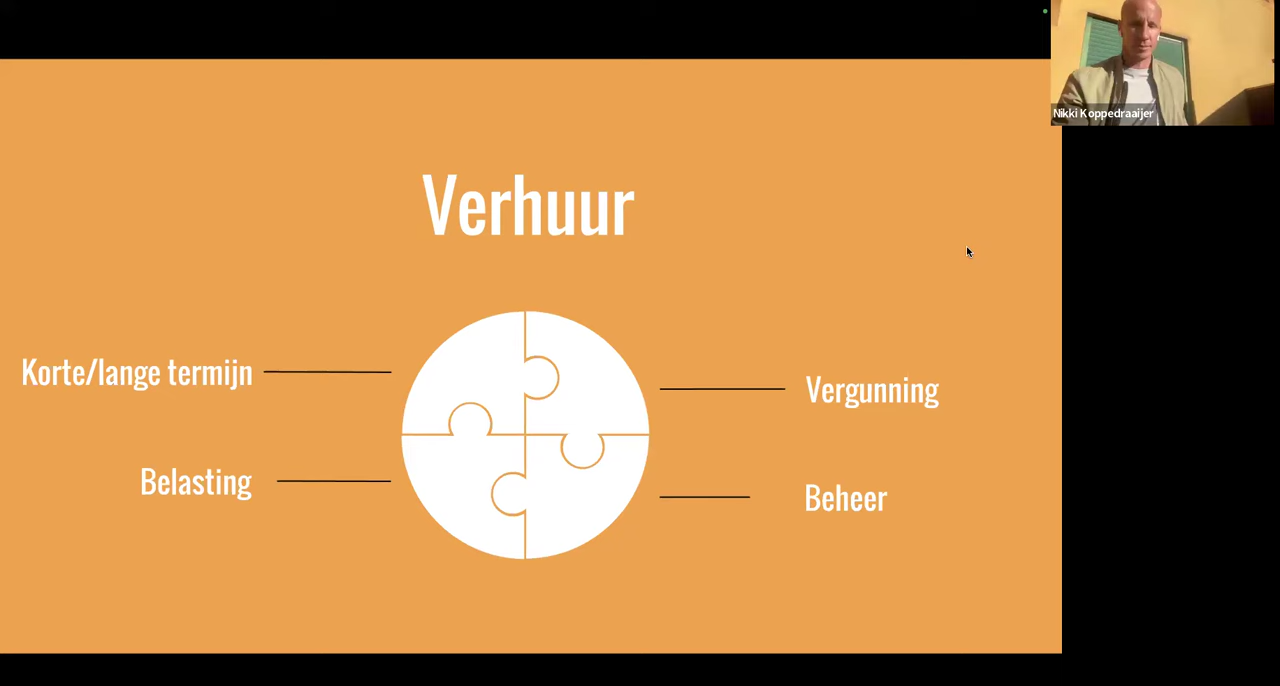 Nikki Koppedraaijer
Verhuur
Korte/lange termijn
Vergunning
Belasting
Beheer